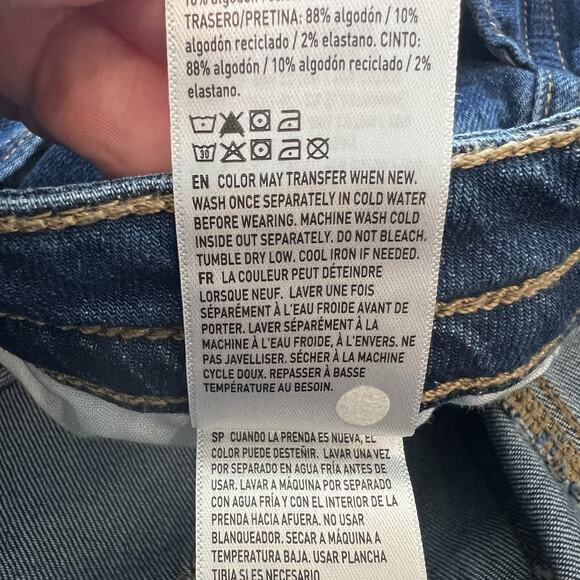 TRASERO/PRETINA: 88% algodón / 10%
algodón reciclado / 2% elastano. CINTO:
88% algodón / 10% algodón reciclado / 2%
elastano.
30
EN COLOR MAY TRANSFER WHEN NEW.
WASH ONCE SEPARATELY IN COLD WATER
BEFORE WEARING. MACHINE WASH COLD
INSIDE OUT SEPARATELY. DO NOT BLEACH.
TUMBLE DRY LOW. COOL IRON IF NEEDED.
FR LA COULEUR PEUT DÉTEINDRE
LORSQUE NEUF. LAVER UNE FOIS
SÉPARÉMENT À L'EAU FROIDE AVANT DE
PORTER. LAVER SÉPARÉMENT À LA
MACHINE À L'EAU FROIDE, À L'ENVERS. NE
PAS JAVELLISER. SÉCHER À LA MACHINE
CYCLE DOUX. REPASSER À BASSE
TEMPÉRATURE AU BESOIN.
SP CUANDO LA PRENDA ES NUEVA, EL
COLOR PUEDE DESTEÑIR. LAVAR UNA VEZ
POR SEPARADO EN AGUA FRÍA ANTES DE
USAR. LAVAR A MÁQUINA POR SEPARADO
CON AGUA FRÍA Y CON EL INTERIOR DE LA
PRENDA HACIA AFUERA. NO USAR
BLANQUEADOR. SECAR A MÁQUINA A
TEMPERATURA BAJA. USAR PLANCHA
TIBIA SI ES NECESARIO